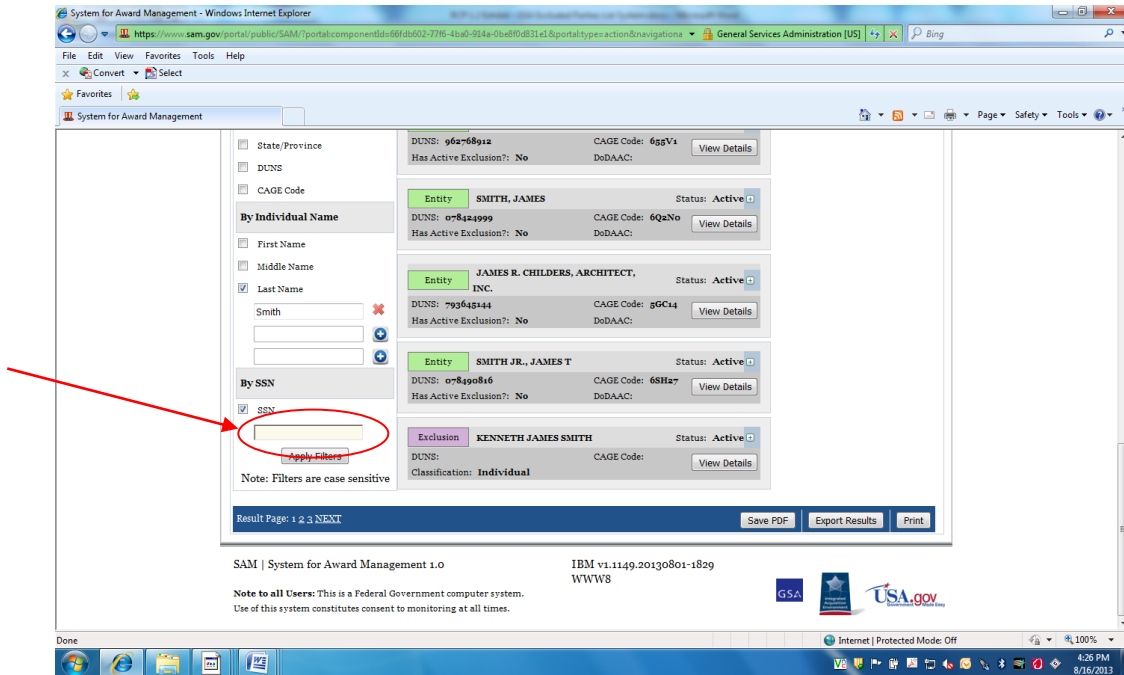 System for Award Management - Windows Internet Explorer
https://www.sam.gov/portal/public/SAM/?portal:componentId=66fdb602-77f6-4ba0-914a-0be8f0d831e1&portal:type=action&navigationa
General Services Administration [US]
Bing
File Edit View Favorites Tools Help
x Convert Select
Favorites
System for Award Management
Page Safety Tools
State/Province
DUNS
CAGE Code
By Individual Name
First Name
Middle Name
Last Name
Smith
By SSN
SSN
Apply Filters
Note: Filters are case sensitive
DUNS: 962768912 CAGE Code: 655V1 View Details
Has Active Exclusion?: No DoDAAC:
Entity SMITH, JAMES Status: Active
DUNS: 078424999 CAGE Code: 6Q2N0 View Details
Has Active Exclusion?: No DoDAAC:
Entity JAMES R. CHILDERS, ARCHITECT, INC. Status: Active
DUNS: 793645144 CAGE Code: 5GC14 View Details
Has Active Exclusion?: No DoDAAC:
Entity SMITH JR., JAMES T Status: Active
DUNS: 078490816 CAGE Code: 6SH27 View Details
Has Active Exclusion?: No DoDAAC:
Exclusion KENNETH JAMES SMITH Status: Active
DUNS: CAGE Code: View Details
Classification: Individual
Result Page: 1 2 3 NEXT Save PDF Export Results Print
SAM | System for Award Management 1.0
IBM v1.1149.20130801-1829
WWW8
Note to all Users: This is a Federal Government computer system.
Use of this system constitutes consent to monitoring at all times.
GSA
USA.gov
Government Made Easy
Done Internet | Protected Mode: Off 100%
4:26 PM
8/16/2013